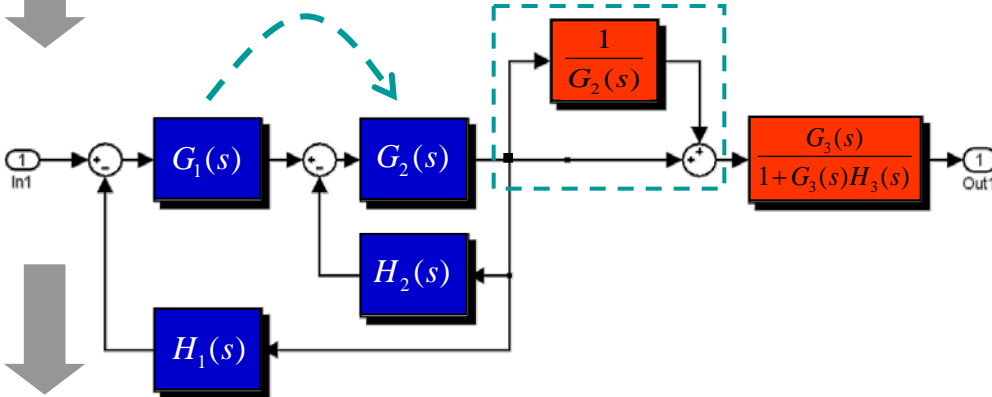 1
G₂(s)
1
In1
+
-
G₁(s)
+
-
G₂(s)
+
+
G₃(s)
1+G₃(s)H₃(s)
1
Out1
H₂(s)
H₁(s)